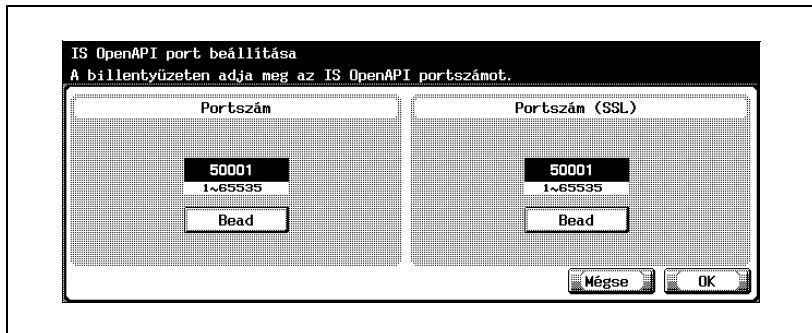 IS OpenAPI port beállítása
A billentyüzeten adja meg az IS OpenAPI portszámot.
Portszám
Portszám (SSL)
50001
50001
1~65535
1~65535
Bead
Bead
Mégse
OK